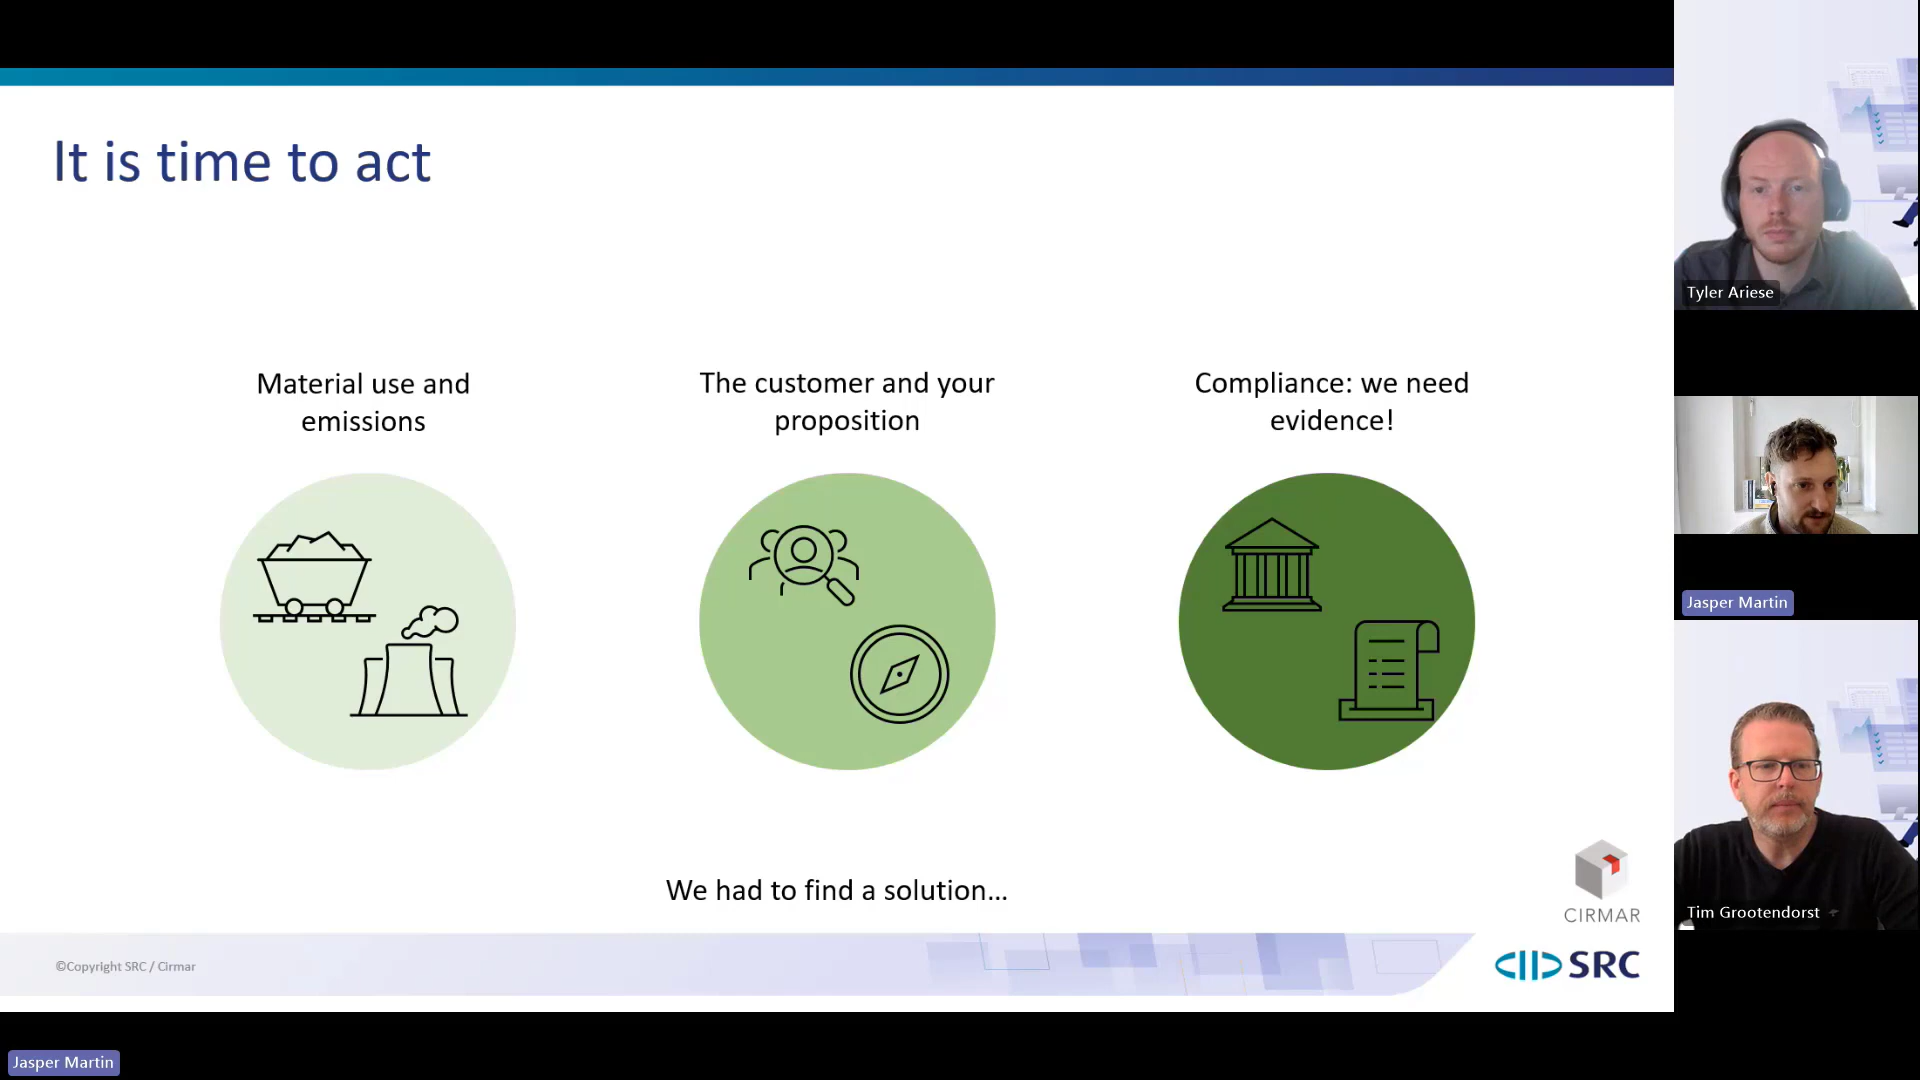 It is time to act
Material use and
emissions
The customer and your
proposition
Compliance: we need
evidence!
We had to find a solution...
CIRMAR
©Copyright SRC / Cirmar
SRC
Jasper Martin
Tyler Ariese
Jasper Martin
Tim Grootendorst